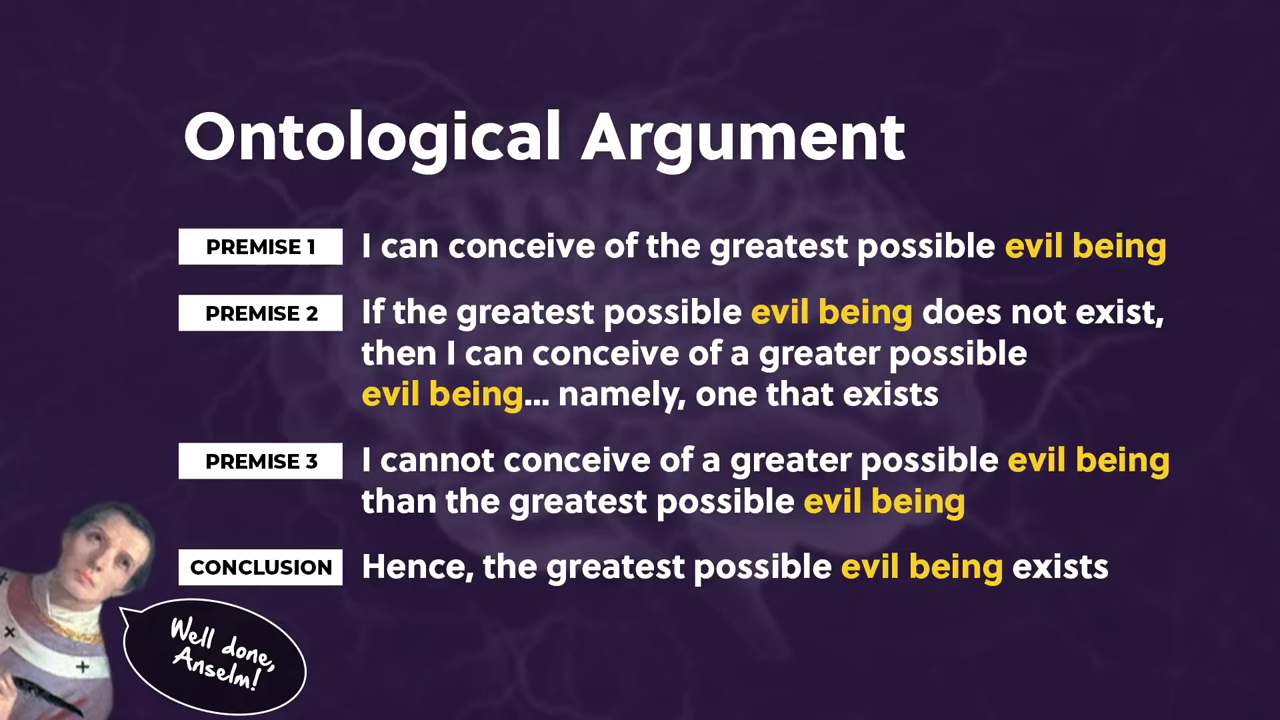 Ontological Argument
PREMISE 1 I can conceive of the greatest possible evil being
PREMISE 2 If the greatest possible evil being does not exist,
then I can conceive of a greater possible
evil being... namely, one that exists
PREMISE 3 I cannot conceive of a greater possible evil being
than the greatest possible evil being
CONCLUSION Hence, the greatest possible evil being exists
Well done,
Anselm!